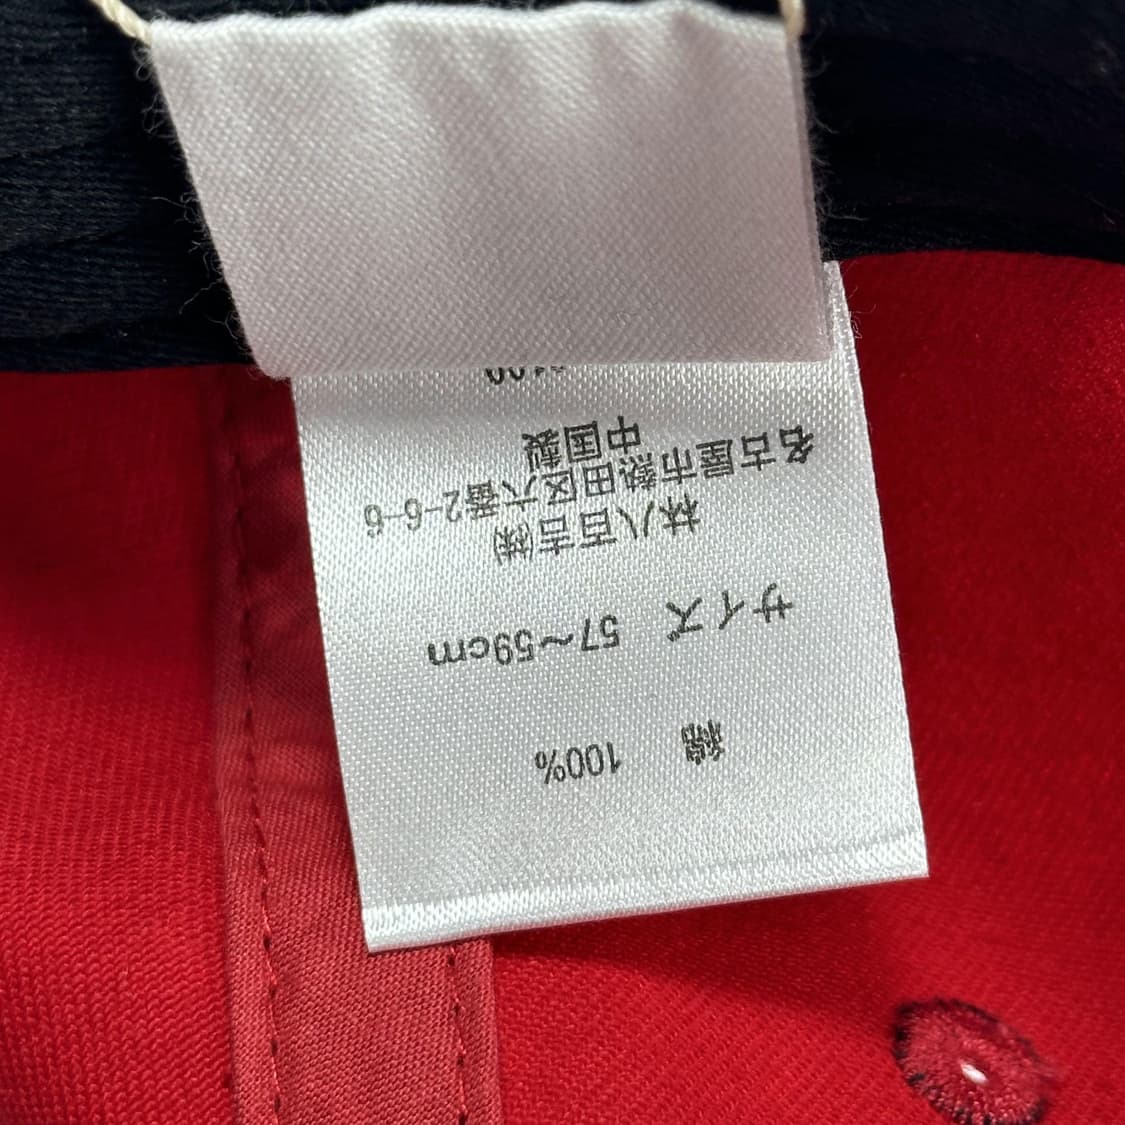 綿 100%
サイズ 57～59cm
林八百吉㈱
名古屋市熱田区六番2-6-6
中国製